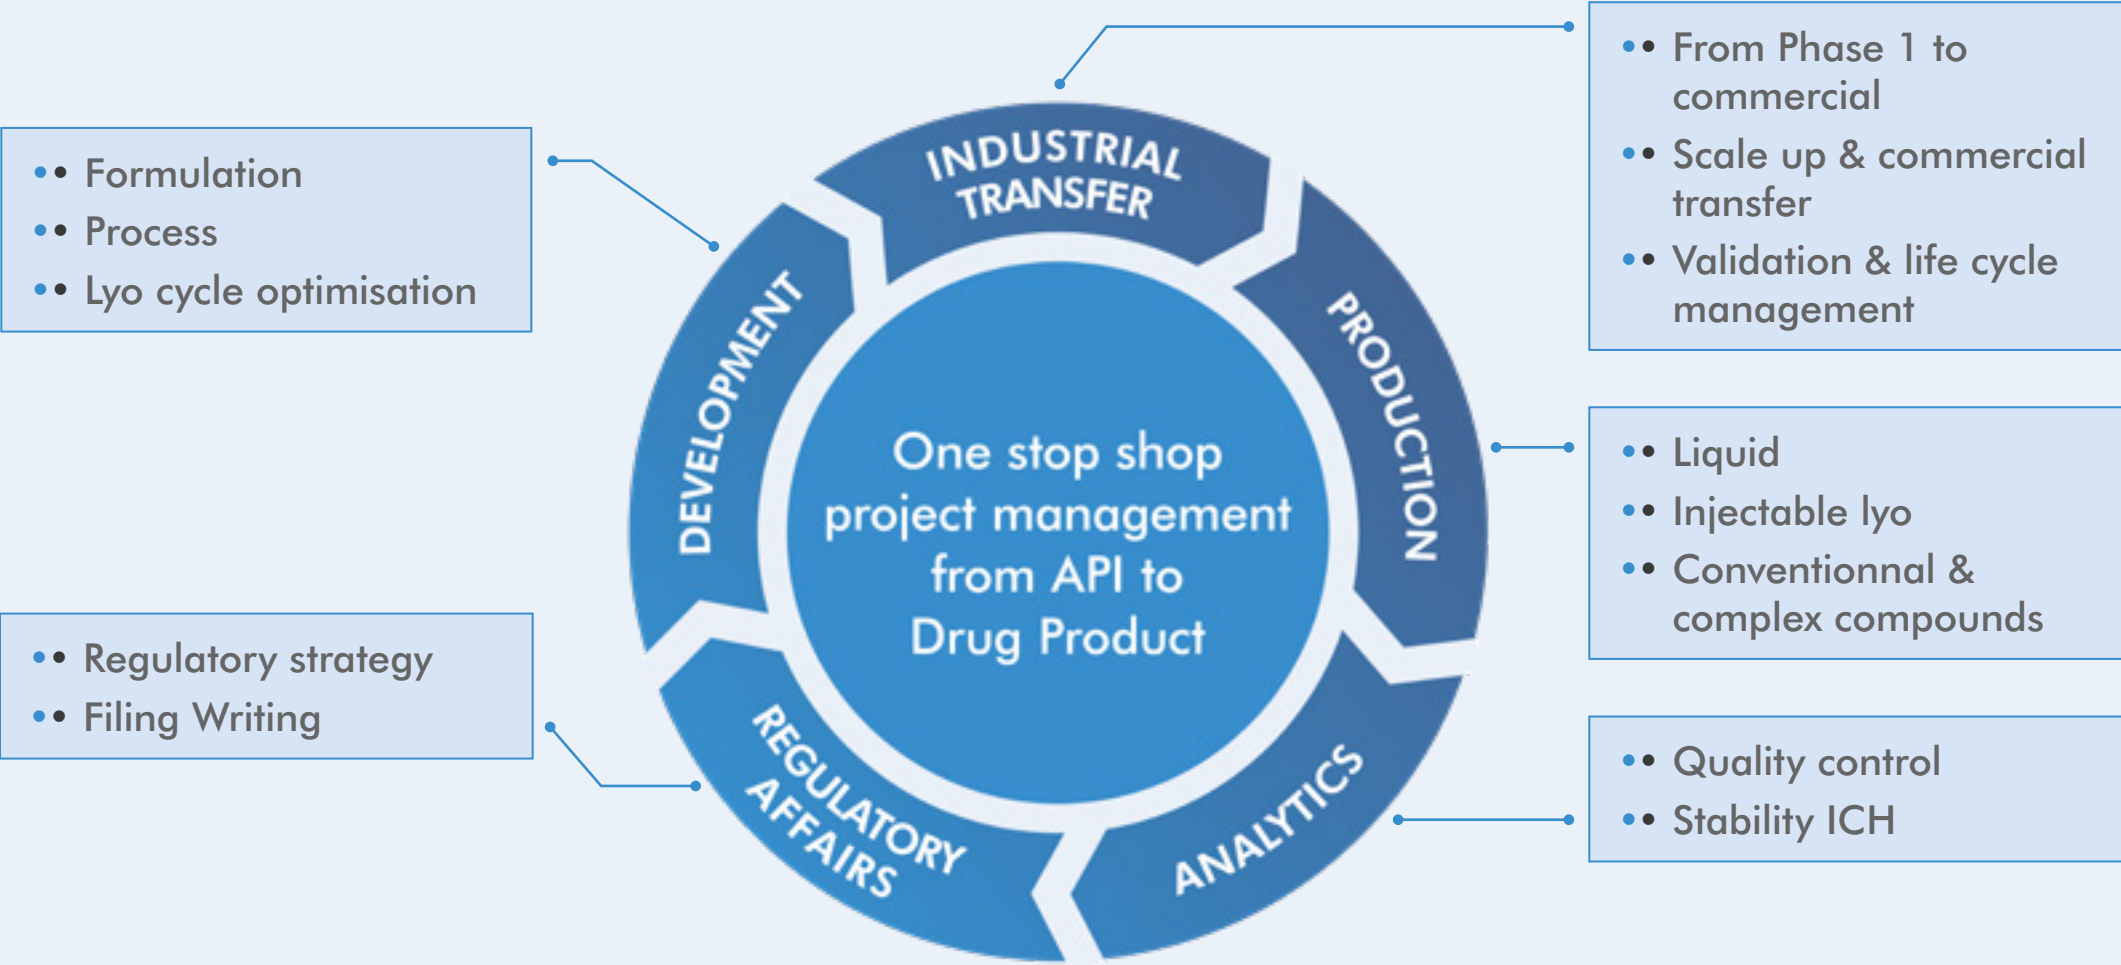 • Formulation
• Process
• Lyo cycle optimisation
• Regulatory strategy
• Filing Writing
INDUSTRIAL
TRANSFER
DEVELOPMENT
PRODUCTION
ANALYTICS
REGULATORY
AFFAIRS
One stop shop
project management
from API to
Drug Product
• From Phase 1 to
commercial
• Scale up & commercial
transfer
• Validation & life cycle
management
• Liquid
• Injectable lyo
• Conventionnal &
complex compounds
• Quality control
• Stability ICH